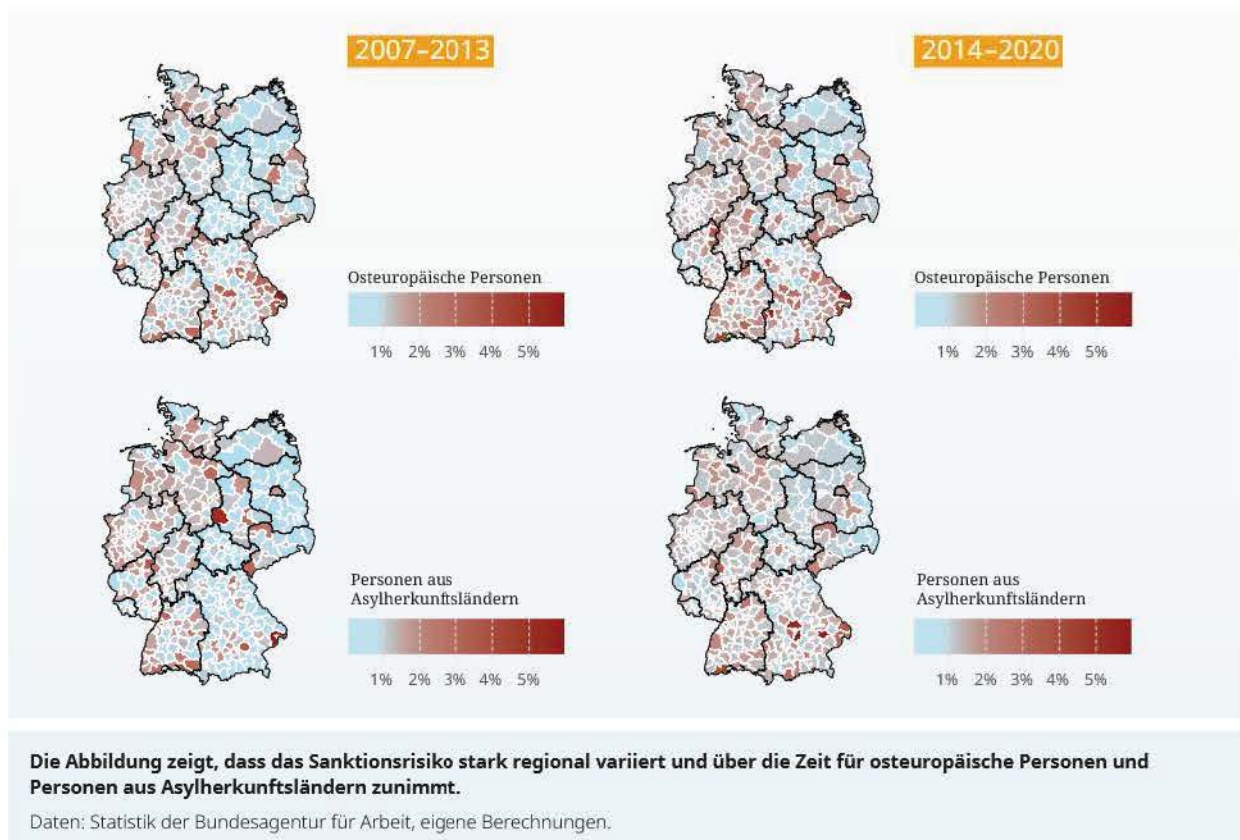 2007–2013
2014–2020
Osteuropäische Personen
1% 2% 3% 4% 5%
Osteuropäische Personen
1% 2% 3% 4% 5%
Personen aus
Asylherkunftsländern
1% 2% 3% 4% 5%
Personen aus
Asylherkunftsländern
1% 2% 3% 4% 5%
Die Abbildung zeigt, dass das Sanktionsrisiko stark regional variiert und über die Zeit für osteuropäische Personen und
Personen aus Asylherkunftsländern zunimmt.
Daten: Statistik der Bundesagentur für Arbeit, eigene Berechnungen.